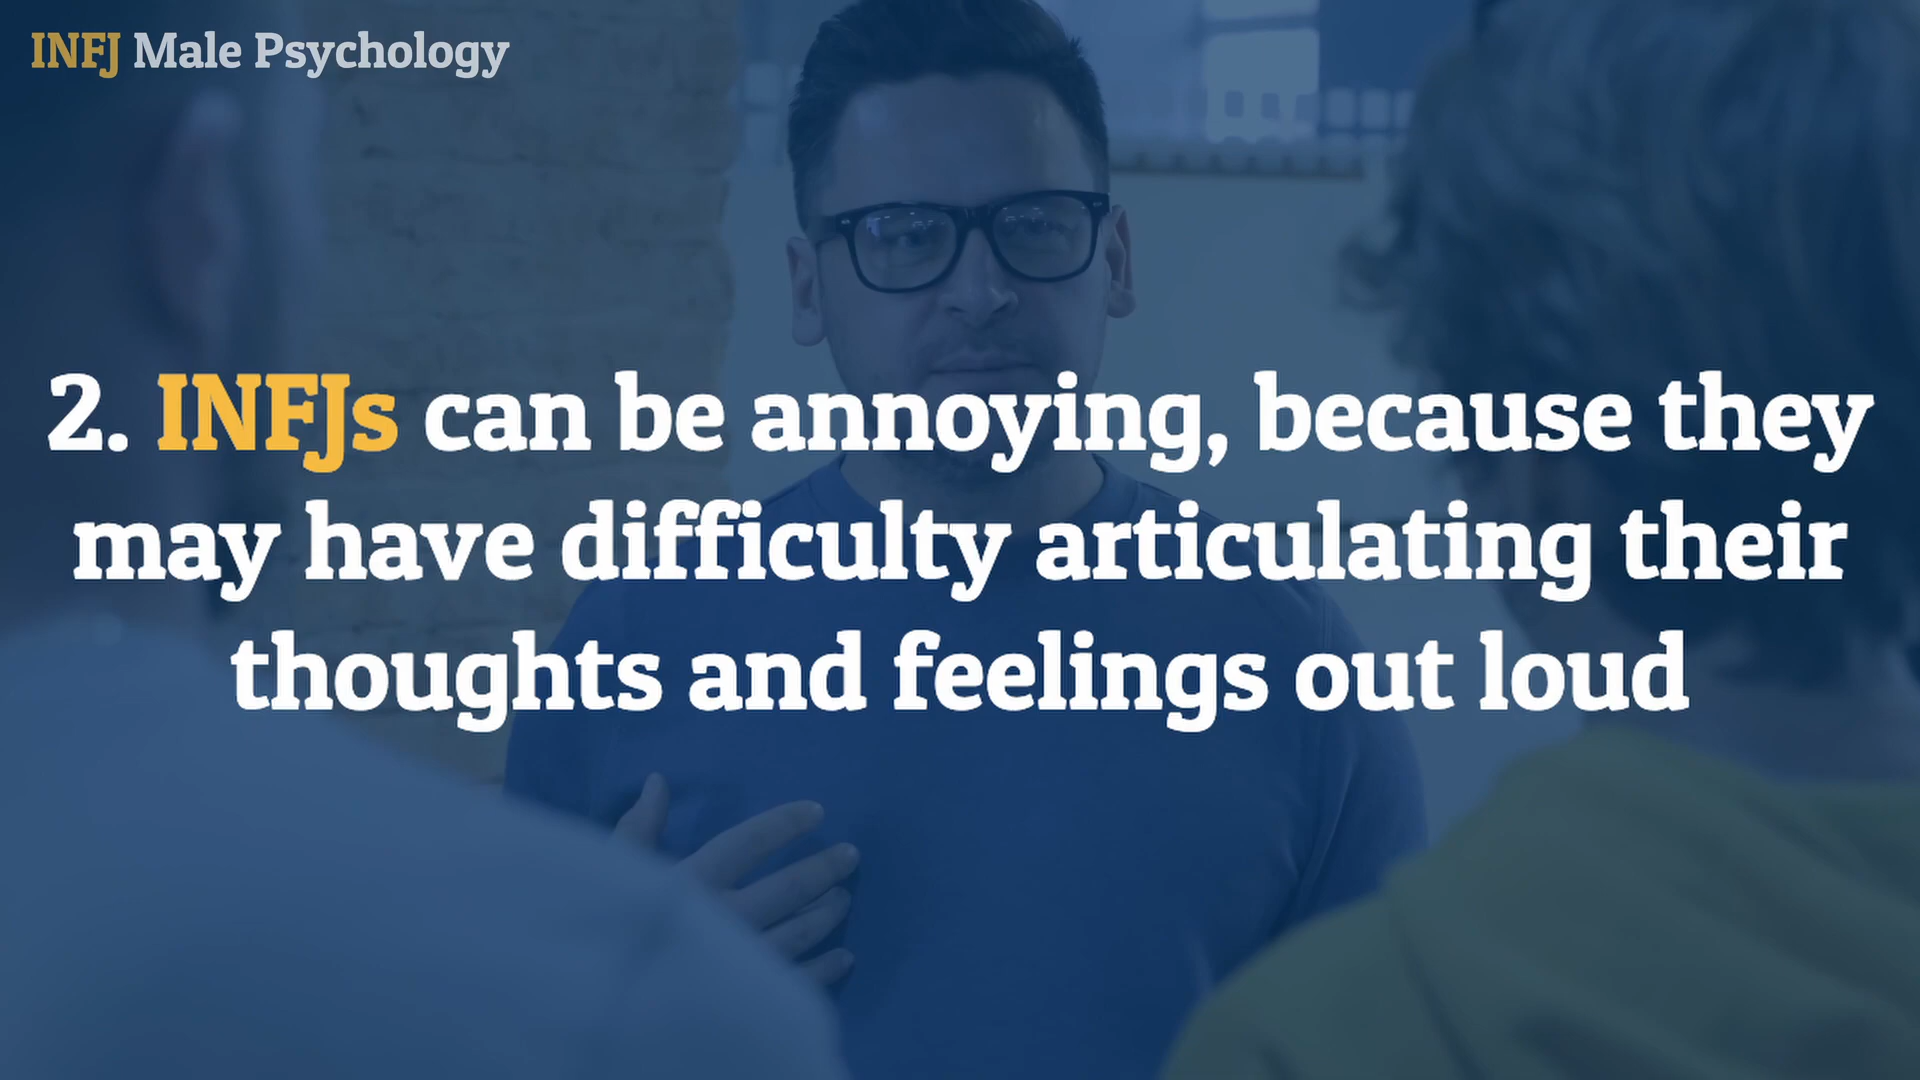 INFJ Male Psychology
2. INFJs can be annoying, because they
may have difficulty articulating their
thoughts and feelings out loud